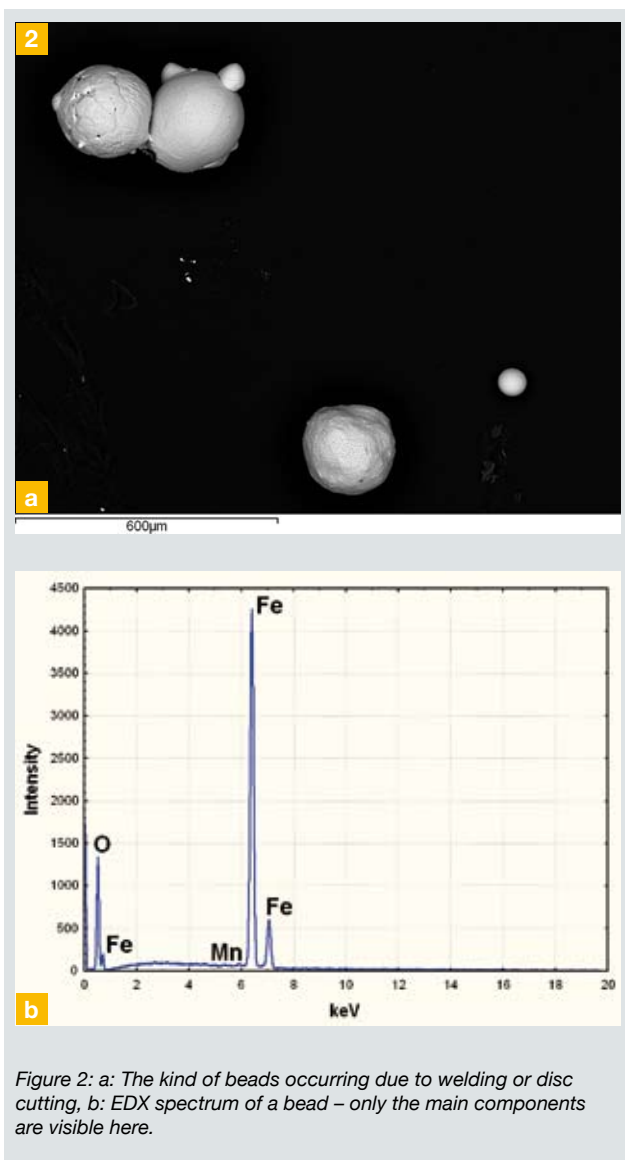 2
a
600µm
4500
4000
3500
3000
2500
2000
1500
1000
500
0
Intensity
Fe
O
Fe
Fe
Mn
0 2 4 6 8 10 12 14 16 18 20
keV
b
Figure 2: a: The kind of beads occurring due to welding or disc
cutting, b: EDX spectrum of a bead – only the main components
are visible here.